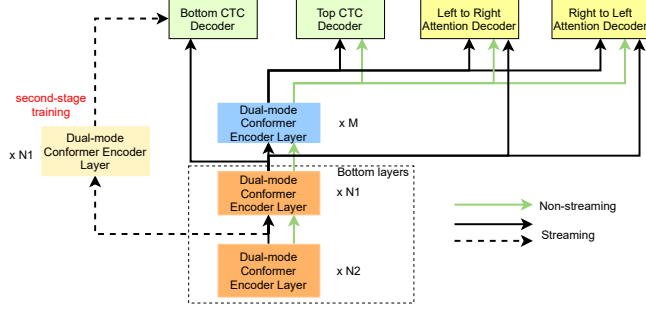 Bottom CTC
Decoder
Top CTC
Decoder
Left to Right
Attention Decoder
Right to Left
Attention Decoder
second-stage
training
Dual-mode
Conformer Encoder
Layer
x N1
Dual-mode
Conformer
Encoder Layer
x M
Bottom layers
Dual-mode
Conformer
Encoder Layer
x N1
Dual-mode
Conformer
Encoder Layer
x N2
Non-streaming
Streaming